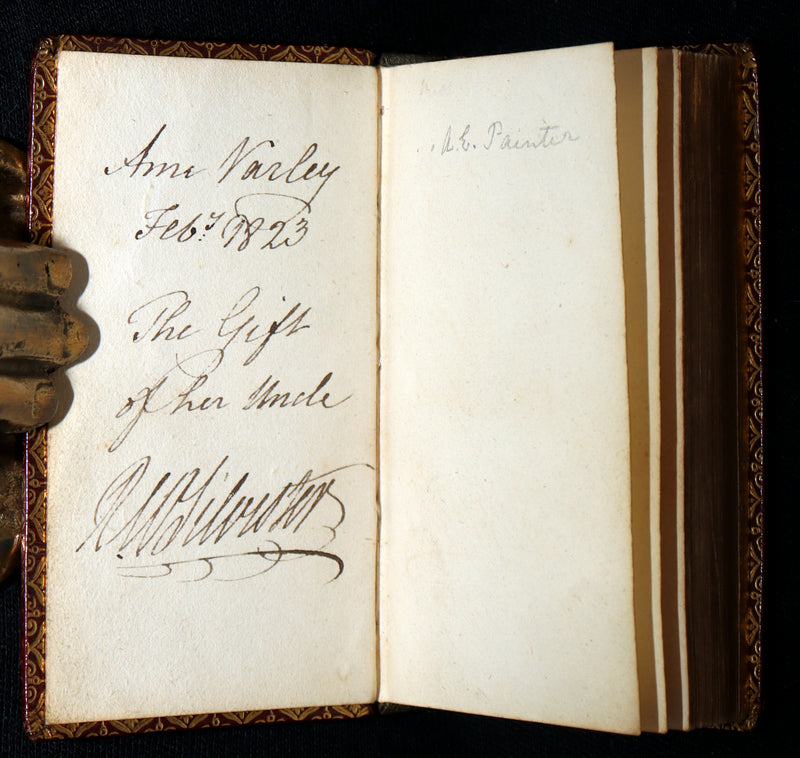 Ann Varley
Feby. 1823
The Gift
of her Uncle
A.E. Painter